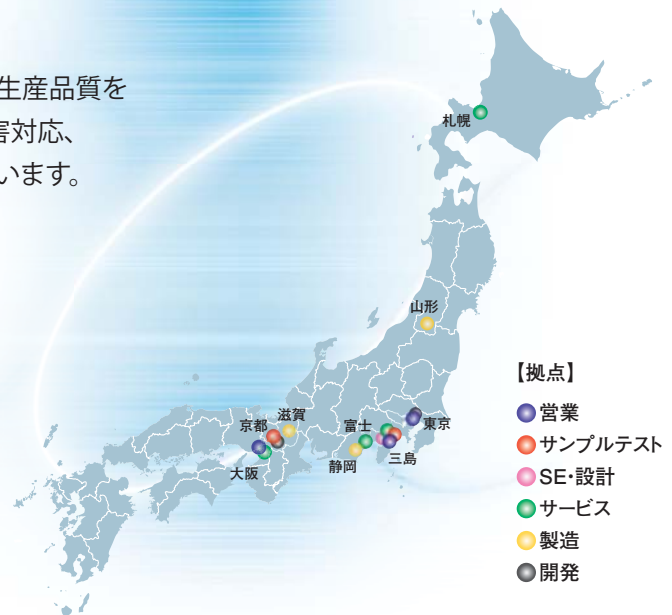 生産品質を
害対応、
います。
札幌
山形
【拠点】
営業
サンプルテスト
SE・設計
サービス
製造
開発
京都
滋賀
富士
東京
大阪
静岡
三島